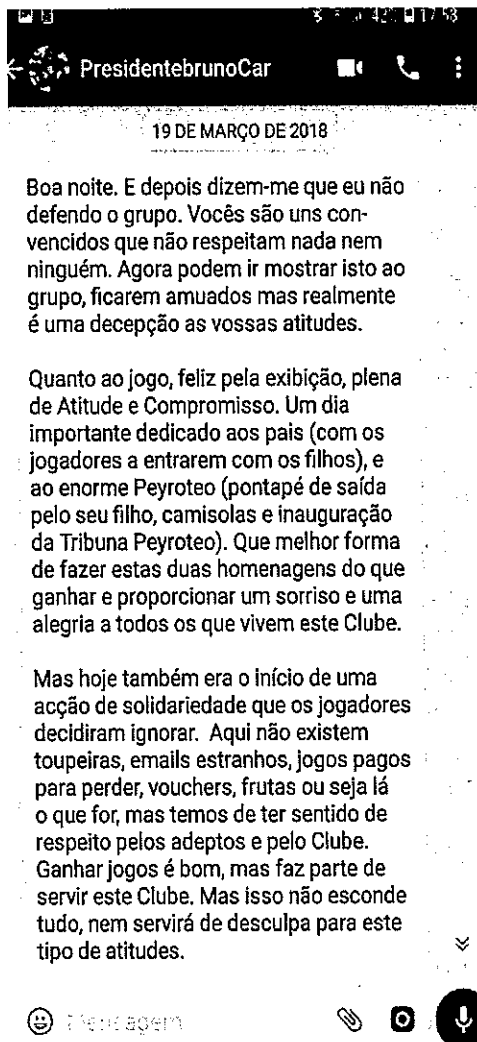 42% 17:53
PresidentebrunoCar
19 DE MARÇO DE 2018
Boa noite. E depois dizem-me que eu não
defendo o grupo. Vocês são uns con-
vencidos que não respeitam nada nem
ninguém. Agora podem ir mostrar isto ao
grupo, ficarem amuados mas realmente
é uma decepção as vossas atitudes.
Quanto ao jogo, feliz pela exibição, plena
de Atitude e Compromisso. Um dia
importante dedicado aos pais (com os
jogadores a entrarem com os filhos), e
ao enorme Peyroteo (pontapé de saída
pelo seu filho, camisolas e inauguração
da Tribuna Peyroteo). Que melhor forma
de fazer estas duas homenagens do que
ganhar e proporcionar um sorriso e uma
alegria a todos os que vivem este Clube.
Mas hoje também era o início de uma
acção de solidariedade que os jogadores
decidiram ignorar. Aqui não existem
toupeiras, emails estranhos, jogos pagos
para perder, vouchers, frutas ou seja lá
o que for, mas temos de ter sentido de
respeito pelos adeptos e pelo Clube.
Ganhar jogos é bom, mas faz parte de
servir este Clube. Mas isso não esconde
tudo, nem servirá de desculpa para este
tipo de atitudes.
Mensagem